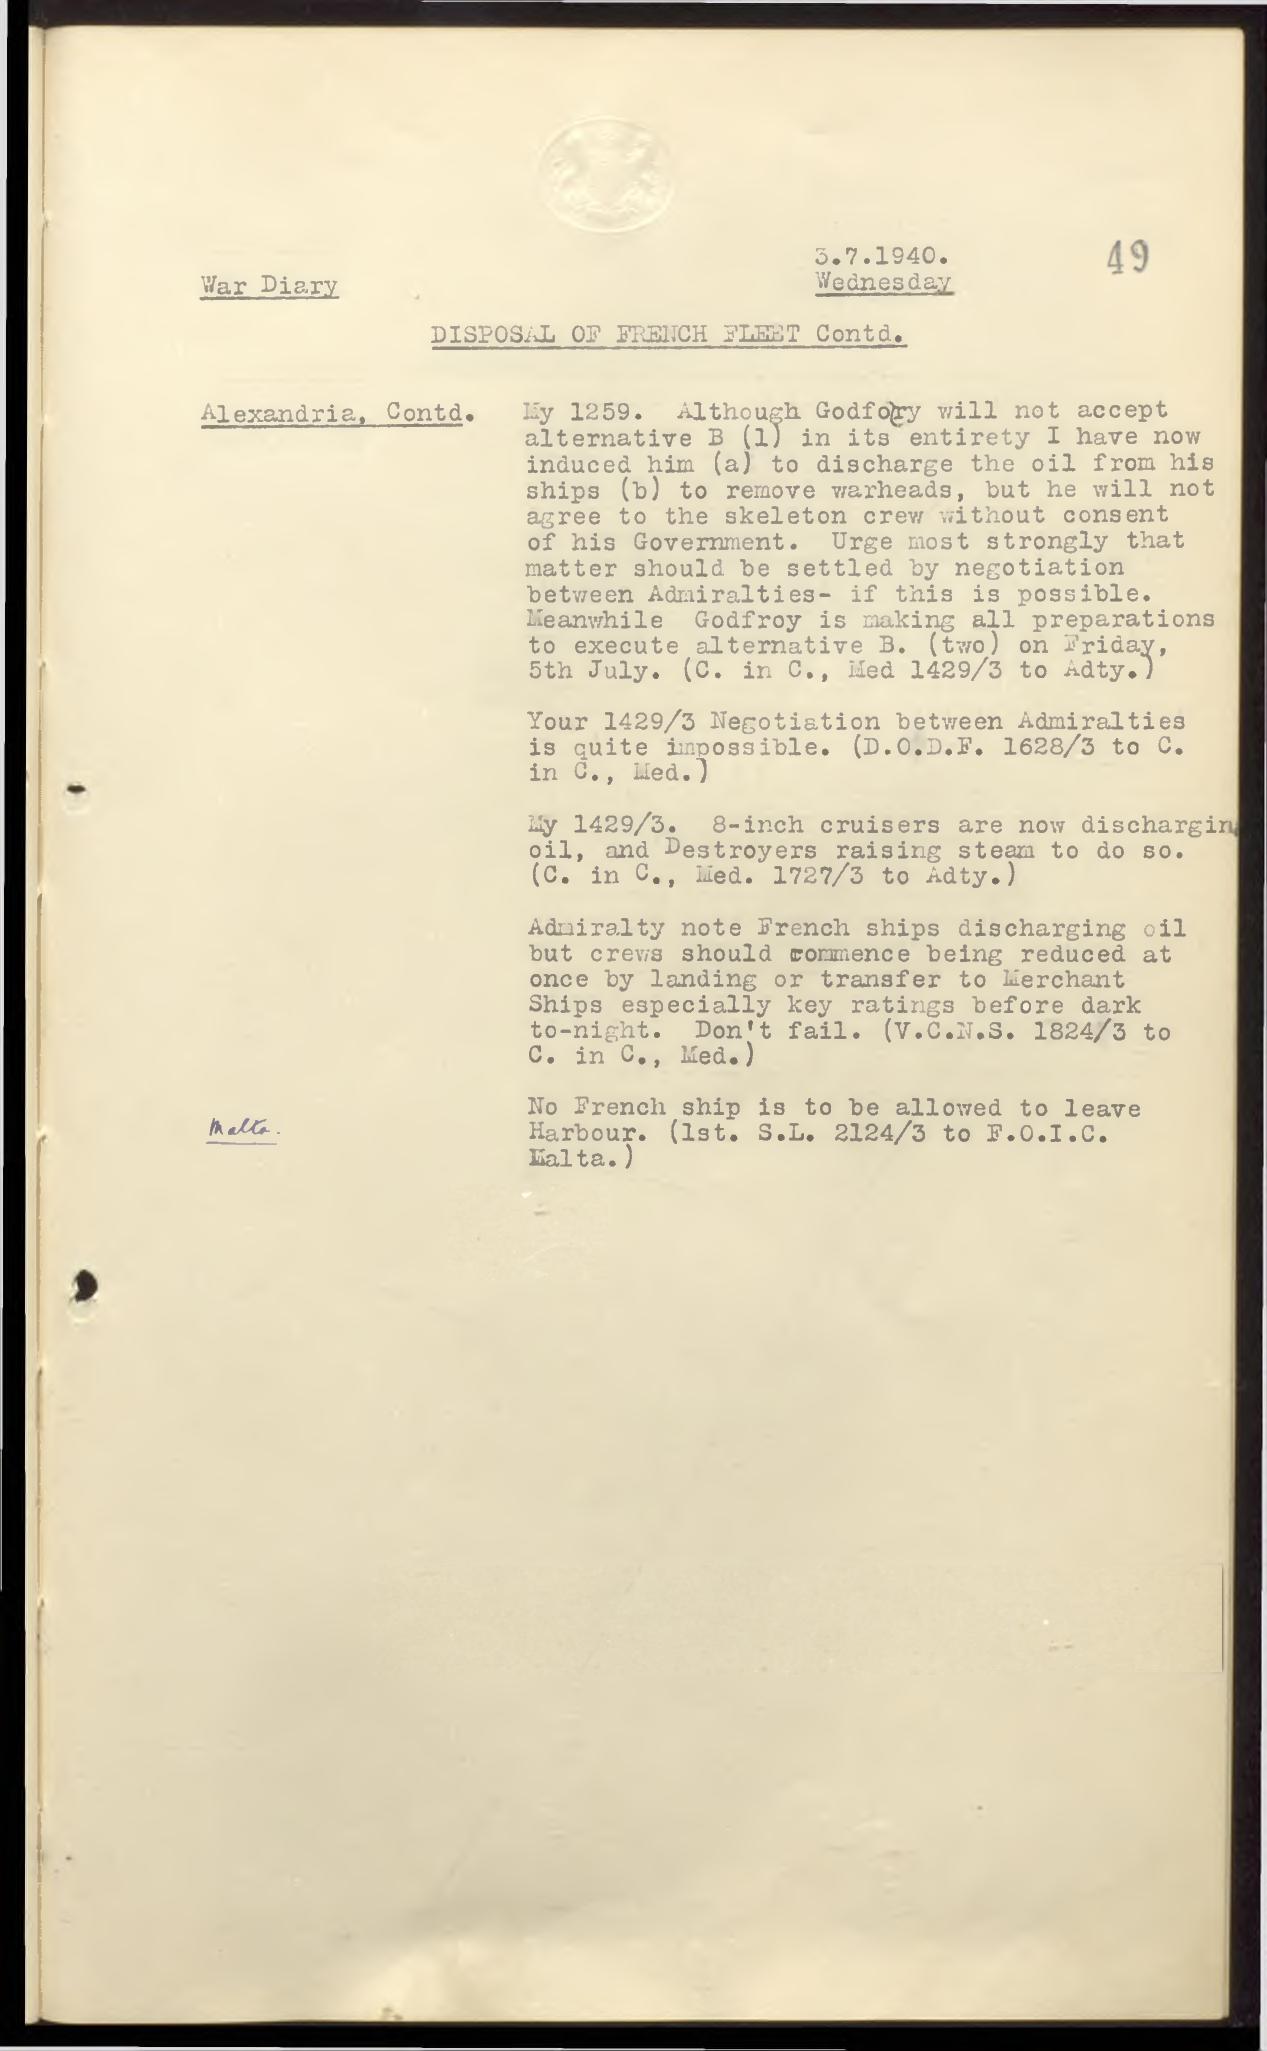 3.7.1940.
49
War Diary
Wednesday
DISPOSAL OF FRENCH FLEET Contd.
Alexandria, Contd.
My 1259. Although Godfory will not accept
alternative B (1) in its entirety I have now
induced him (a) to discharge the oil from his
ships (b) to remove warheads, but he will not
agree to the skeleton crew without consent
of his Government. Urge most strongly that
matter should be settled by negotiation
between Admiralties- if this is possible.
Meanwhile Godfroy is making all preparations
to execute alternative B. (two) on Friday,
5th July. (C. in C., Med 1429/3 to Adty.)
Your 1429/3 Negotiation between Admiralties
is quite impossible. (D.O.D.F. 1628/3 to C.
in C., Med.)
My 1429/3. 8-inch cruisers are now discharging
oil, and Destroyers raising steam to do so.
(C. in C., Med. 1727/3 to Adty.)
Admiralty note French ships discharging oil
but crews should commence being reduced at
once by landing or transfer to Merchant
Ships especially key ratings before dark
to-night. Don't fail. (V.C.N.S. 1824/3 to
C. in C., Med.)
Malta.
No French ship is to be allowed to leave
Harbour. (1st. S.L. 2124/3 to F.O.I.C.
Malta.)